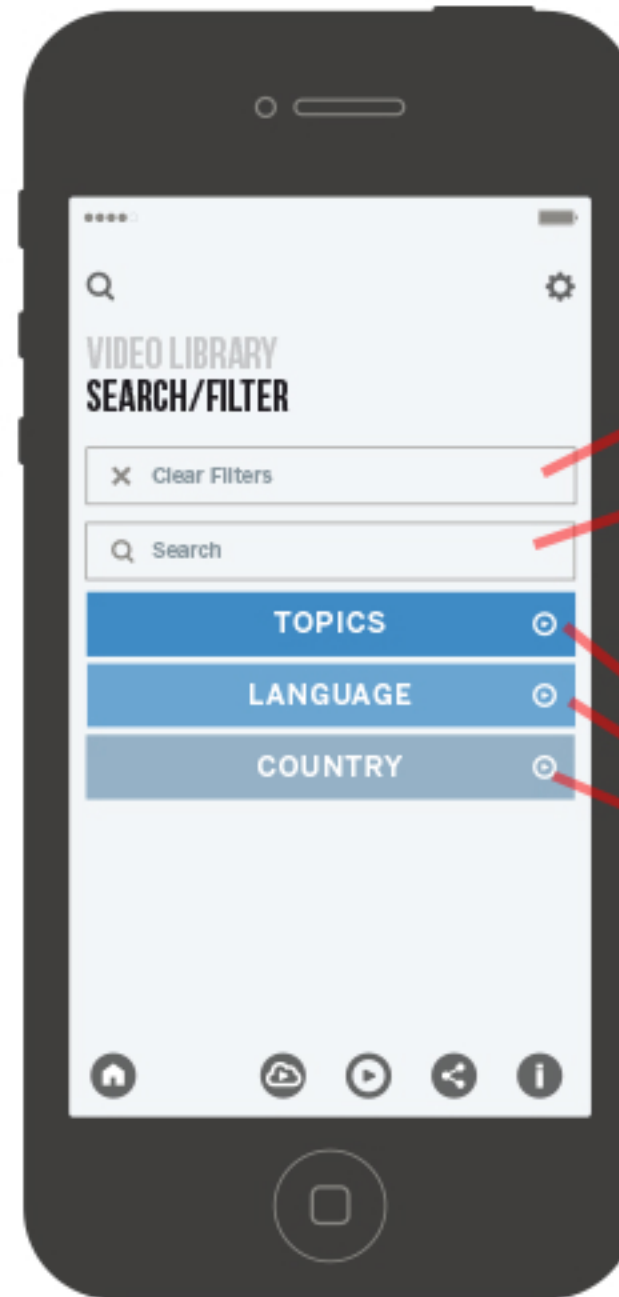 VIDEO LIBRARY
SEARCH/FILTER
Clear Filters
Search
TOPICS
LANGUAGE
COUNTRY